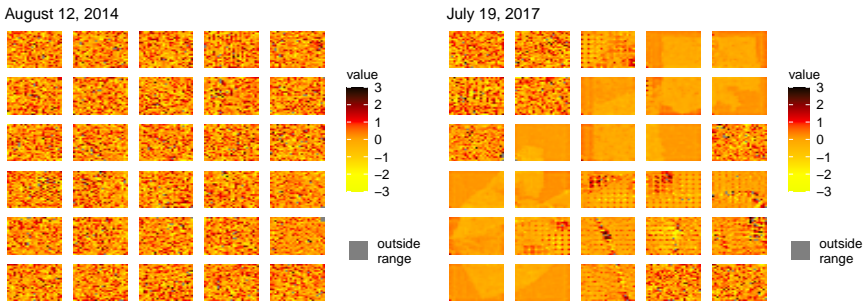 August 12, 2014
value
3
2
1
0
−1
−2
−3
outside
range
July 19, 2017
value
3
2
1
0
−1
−2
−3
outside
range